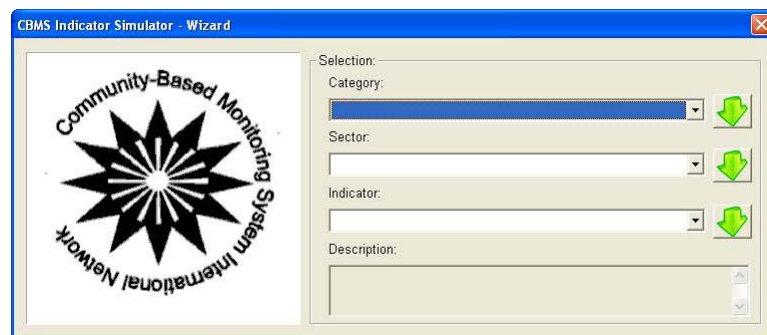 CBMS Indicator Simulator - Wizard
Community-Based Monitoring System International Network
Selection:
Category:
Sector:
Indicator:
Description: